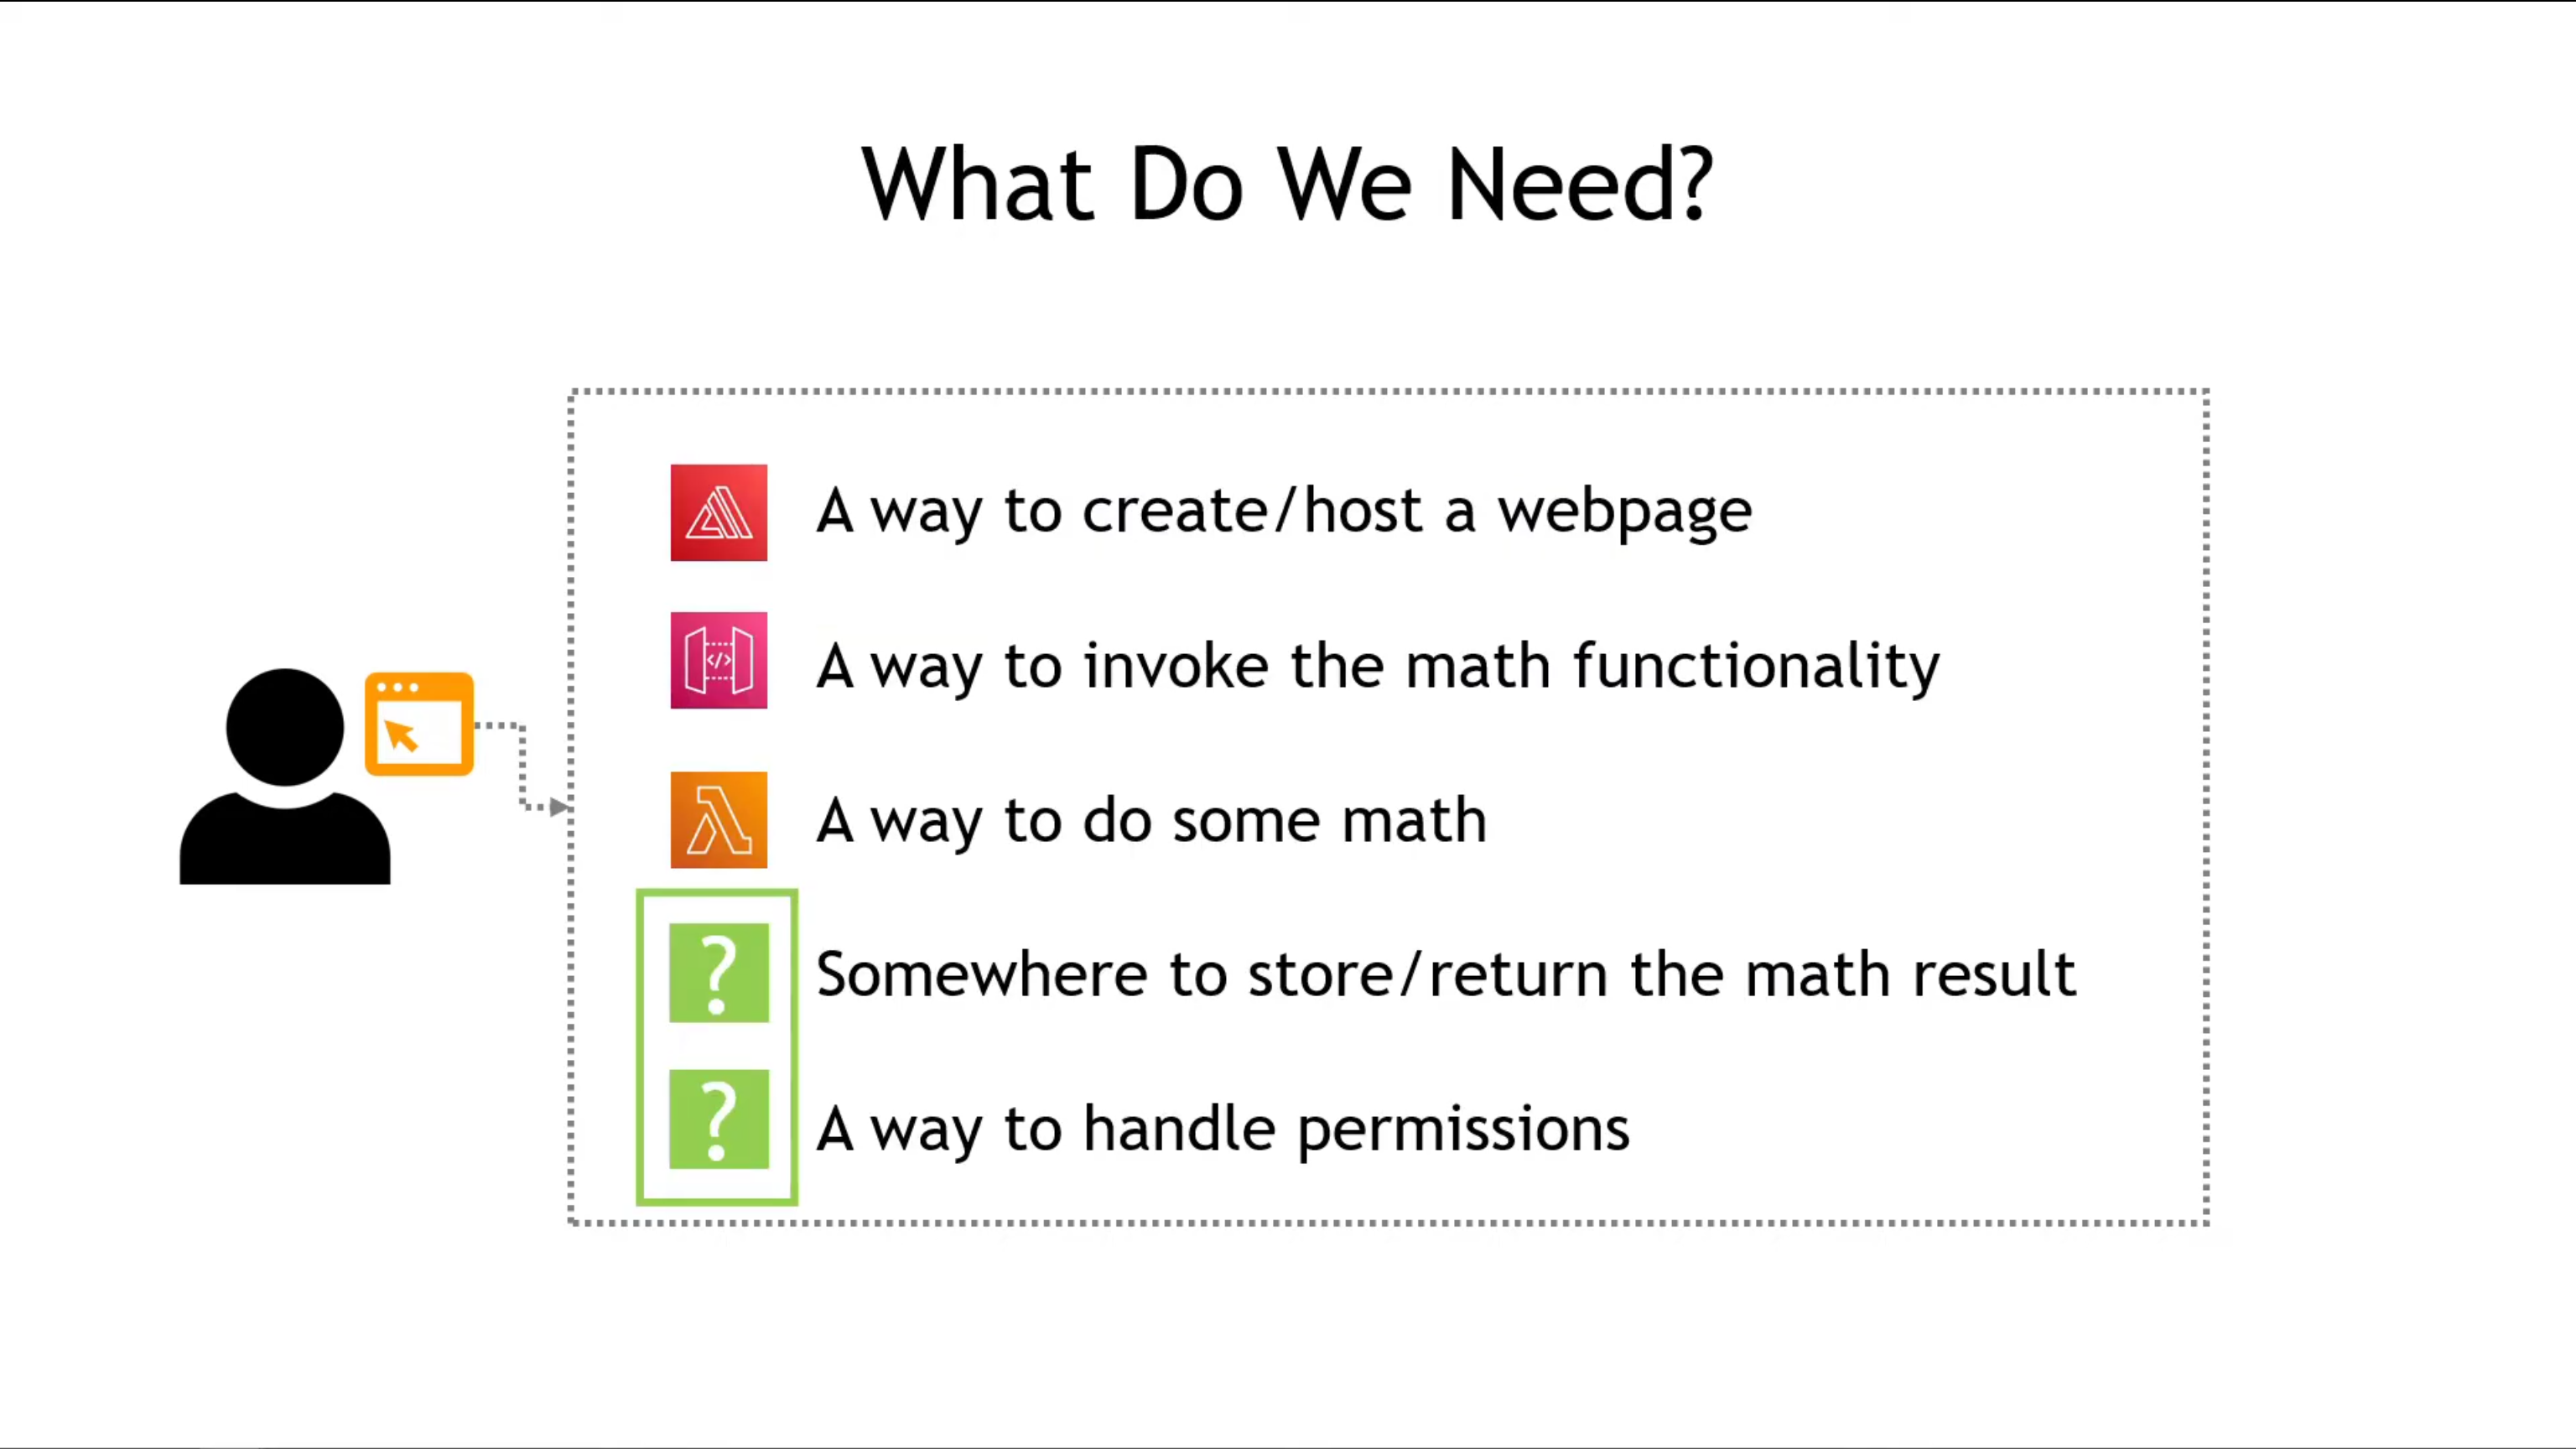 What Do We Need?
A way to create/host a webpage
</>
A way to invoke the math functionality
A way to do some math
? Somewhere to store/return the math result
? A way to handle permissions